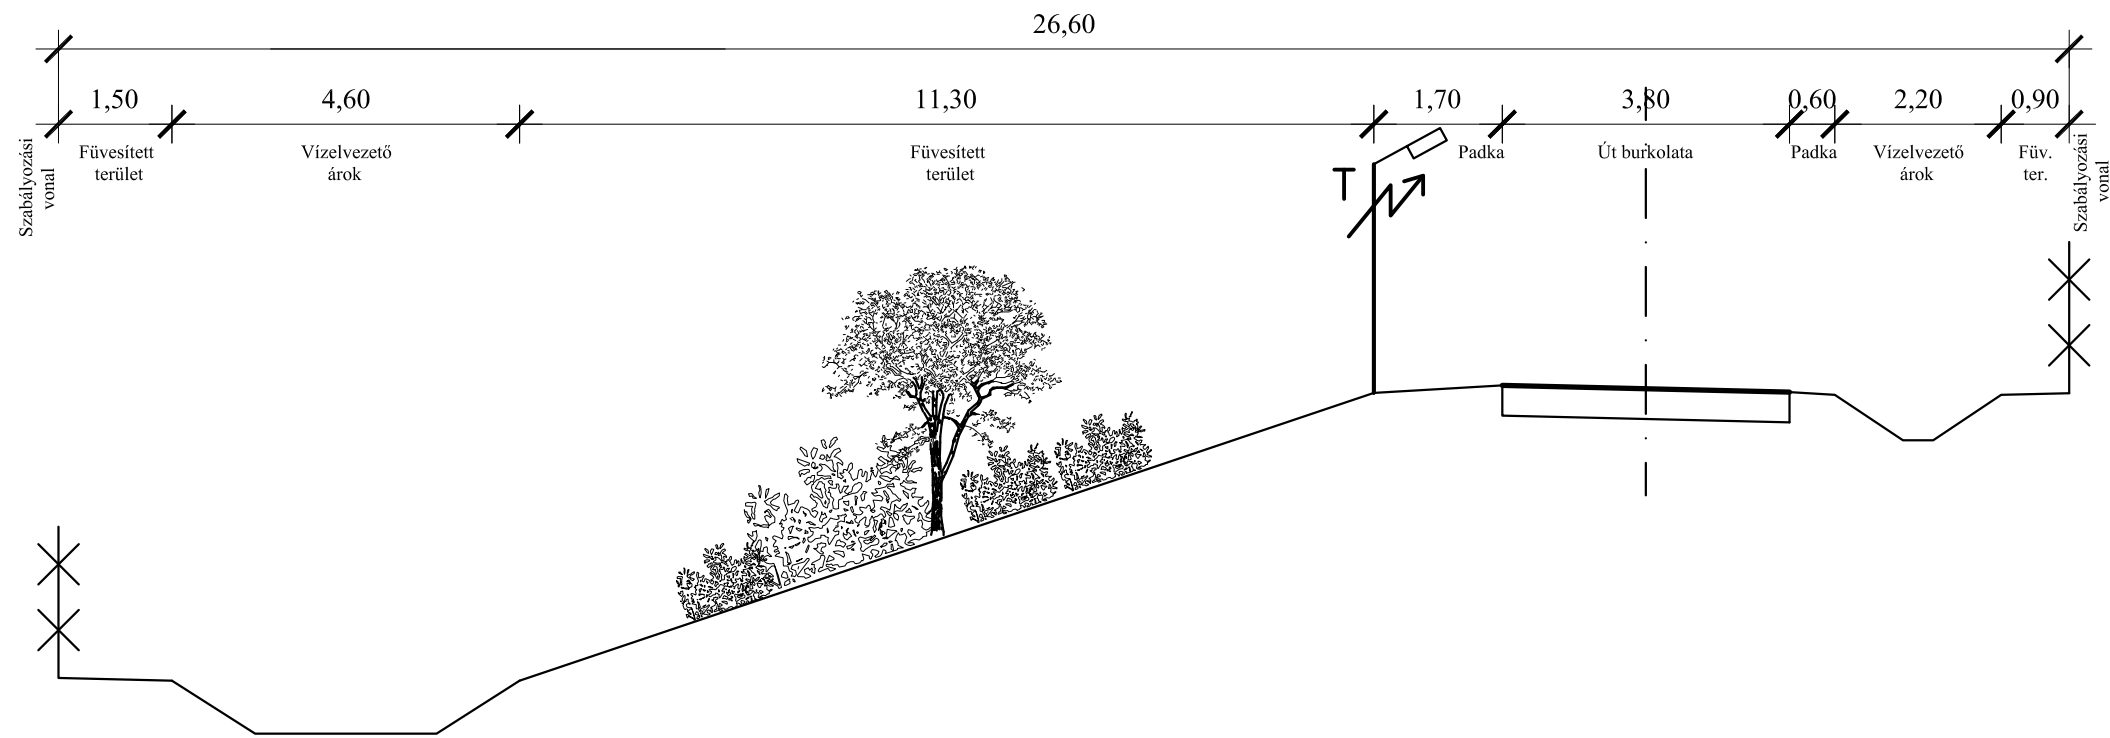 26,60
1,50
4,60
11,30
1,70
3,80
0,60
2,20
0,90
Szabályozási
vonal
Füvesített
terület
Vízelvezető
árok
Füvesített
terület
Padka
Út burkolata
Padka
Vízelvezető
árok
Füv.
ter.
Szabályozási
vonal
T